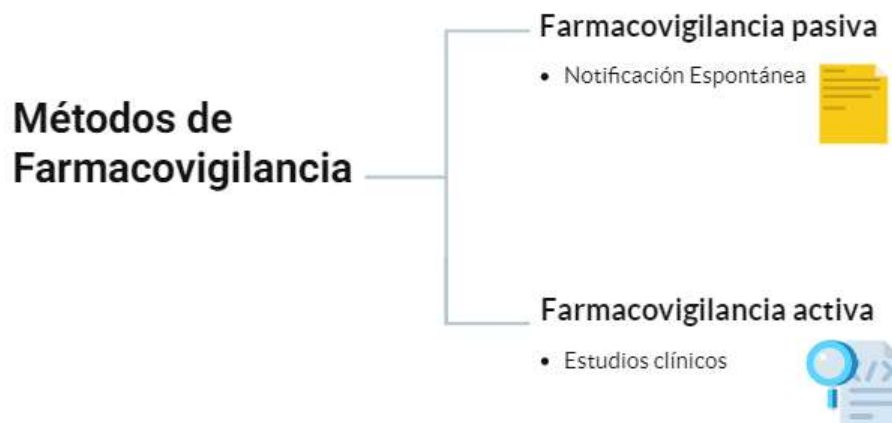 Métodos de
Farmacovigilancia
Farmacovigilancia pasiva
• Notificación Espontánea
Farmacovigilancia activa
• Estudios clínicos
</>